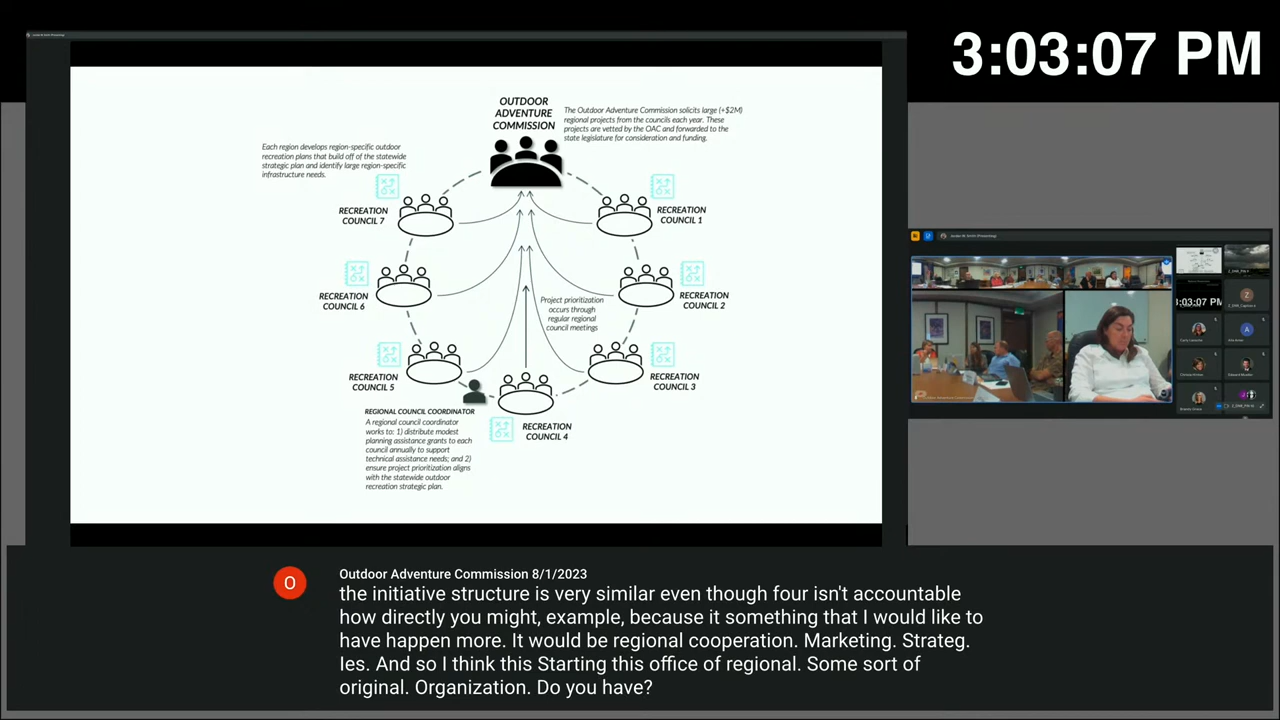 3:03:07 PM
OUTDOOR
ADVENTURE
COMMISSION
The Outdoor Adventure Commission solicits large (+$2M)
regional projects from the councils each year. These
projects are vetted by the OAC and forwarded to the
state legislature for consideration and funding.
Each region develops region-specific outdoor
recreation plans that build off of the statewide
strategic plan and identify large region-specific
infrastructure needs.
RECREATION
COUNCIL 7
RECREATION
COUNCIL 1
RECREATION
COUNCIL 6
RECREATION
COUNCIL 2
Project prioritization
occurs through
regular regional
council meetings
RECREATION
COUNCIL 5
RECREATION
COUNCIL 3
REGIONAL COUNCIL COORDINATOR
A regional council coordinator
works to: 1) distribute modest
planning assistance grants to each
council annually to support
technical assistance needs; and 2)
ensure project prioritization aligns
with the statewide outdoor
recreation strategic plan.
RECREATION
COUNCIL 4
3:03:07 PM
O
Outdoor Adventure Commission 8/1/2023
the initiative structure is very similar even though four isn't accountable
how directly you might, example, because it something that I would like to
have happen more. It would be regional cooperation. Marketing. Strateg.
Ies. And so I think this Starting this office of regional. Some sort of
original. Organization. Do you have?